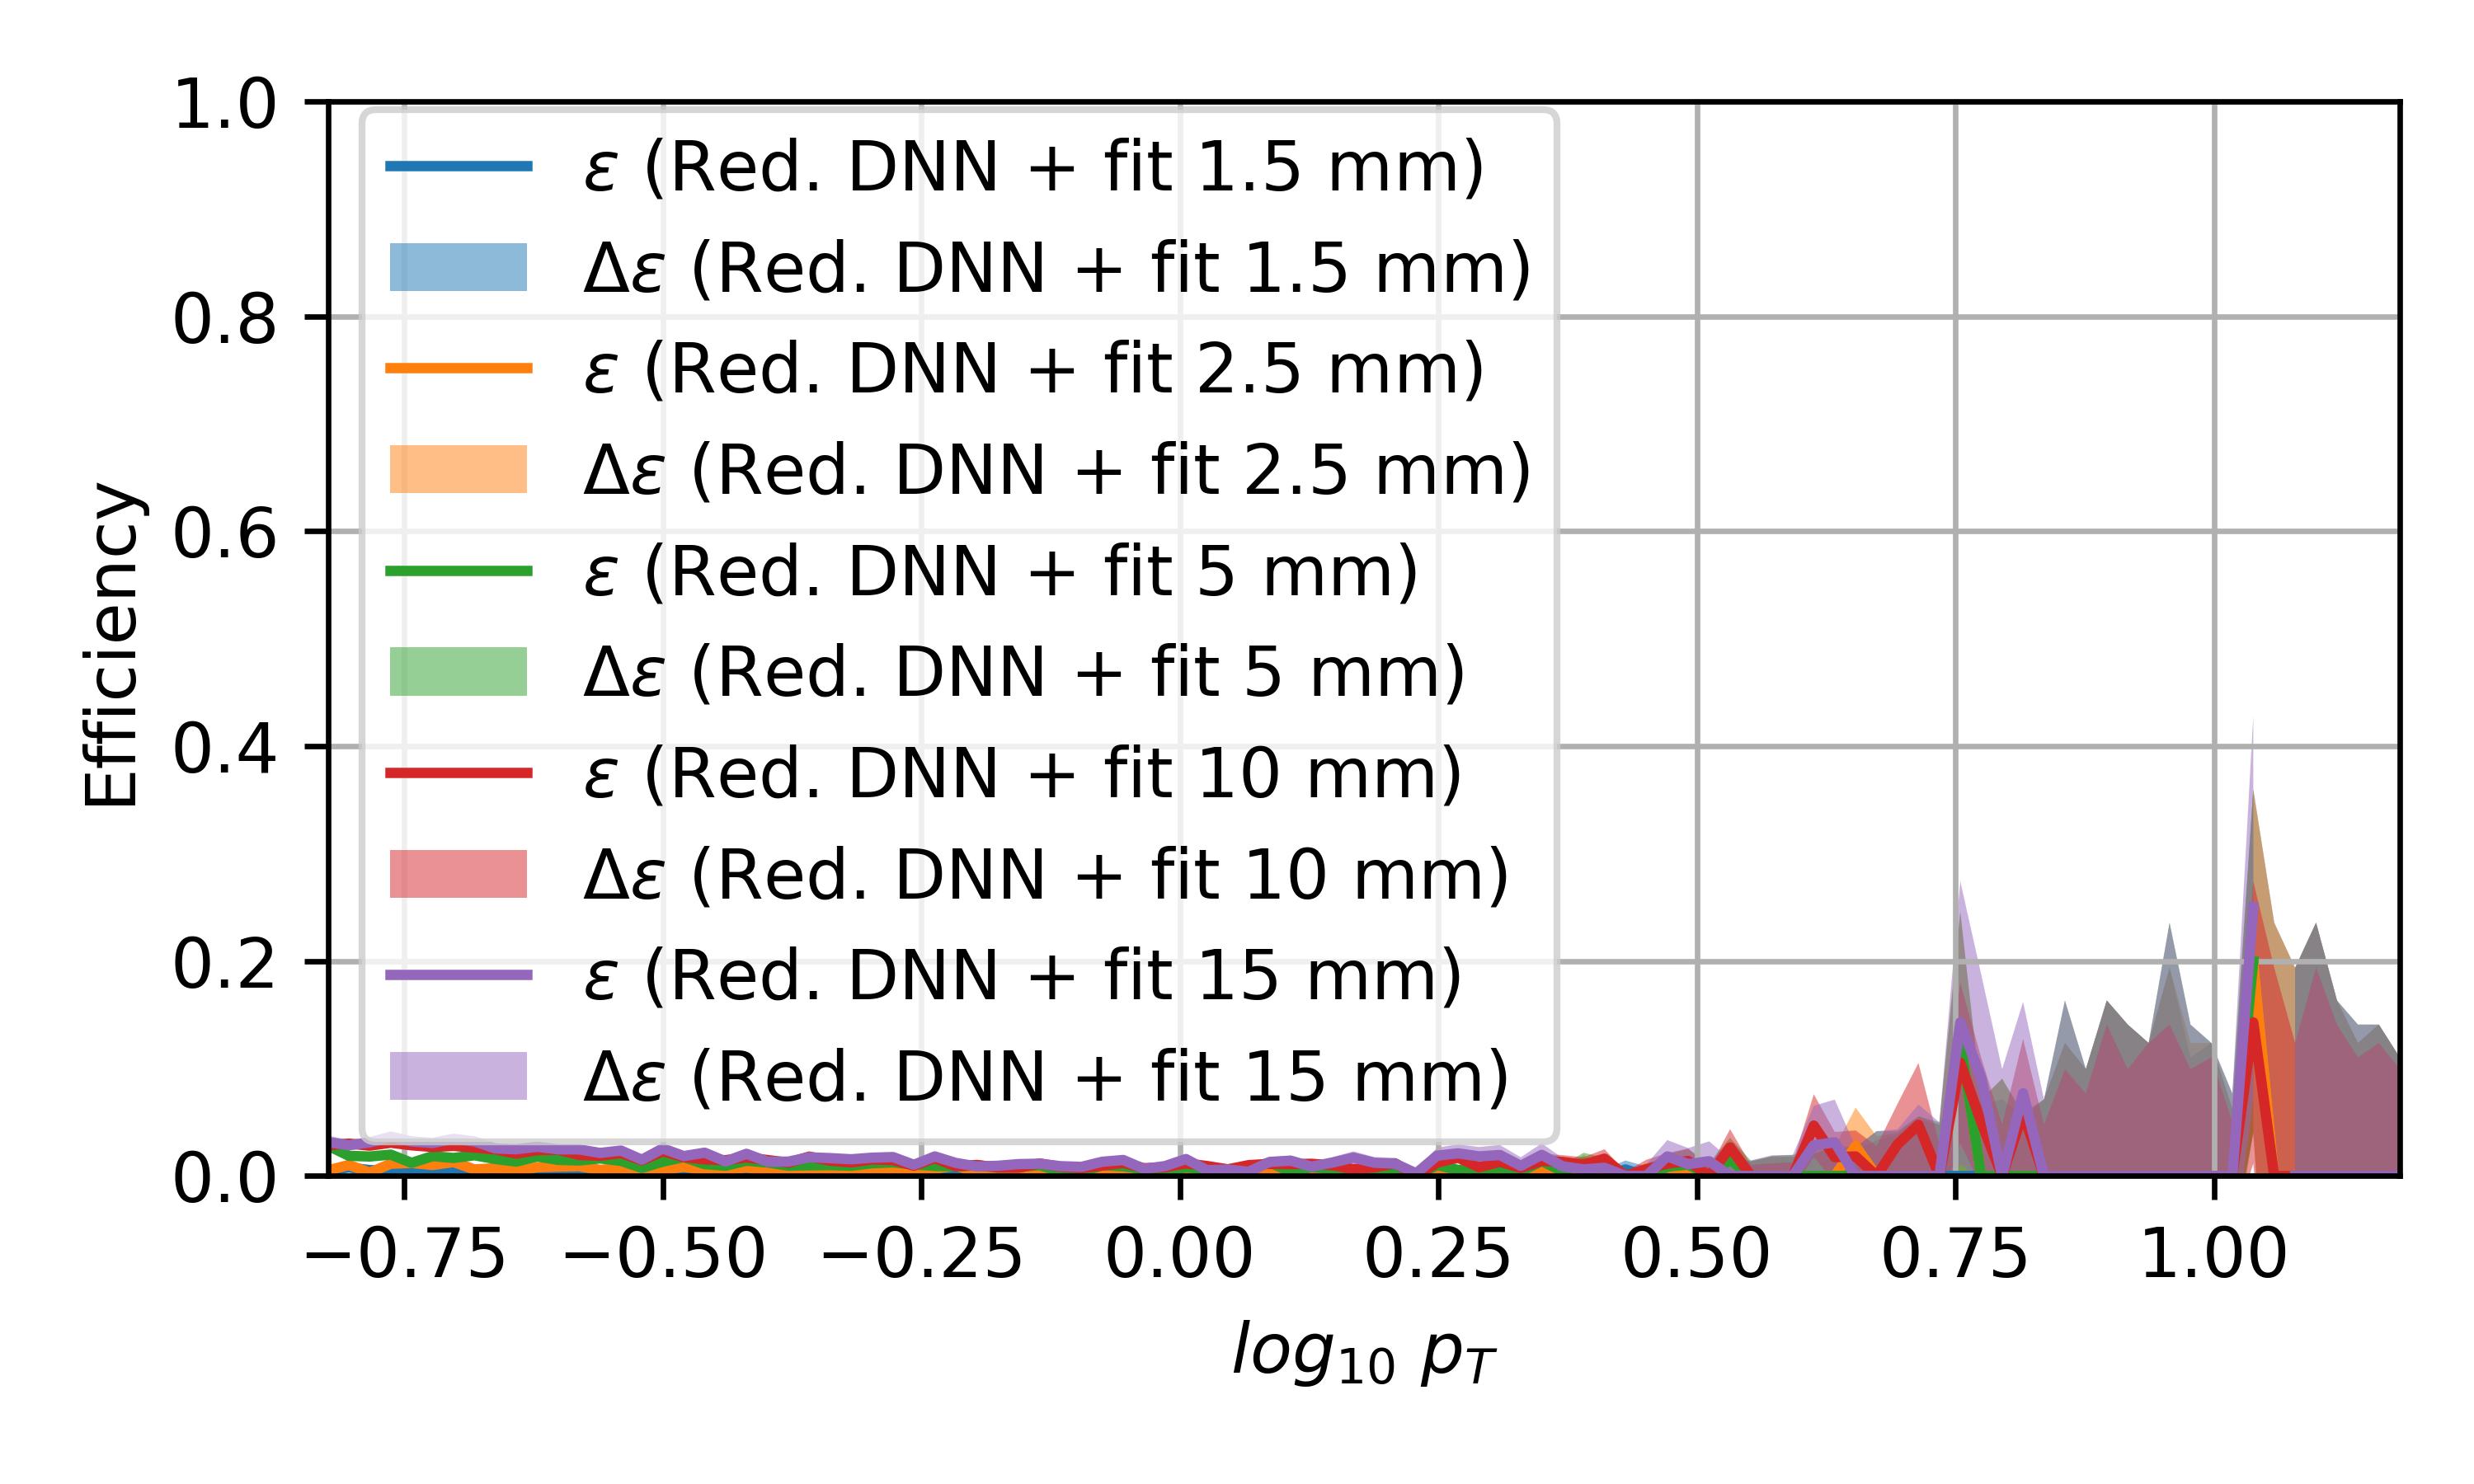 1.0
0.8
0.6
0.4
0.2
0.0
Efficiency
ε (Red. DNN + fit 1.5 mm)
Δε (Red. DNN + fit 1.5 mm)
ε (Red. DNN + fit 2.5 mm)
Δε (Red. DNN + fit 2.5 mm)
ε (Red. DNN + fit 5 mm)
Δε (Red. DNN + fit 5 mm)
ε (Red. DNN + fit 10 mm)
Δε (Red. DNN + fit 10 mm)
ε (Red. DNN + fit 15 mm)
Δε (Red. DNN + fit 15 mm)
−0.75 −0.50 −0.25 0.00 0.25 0.50 0.75 1.00
log₁₀ p_T